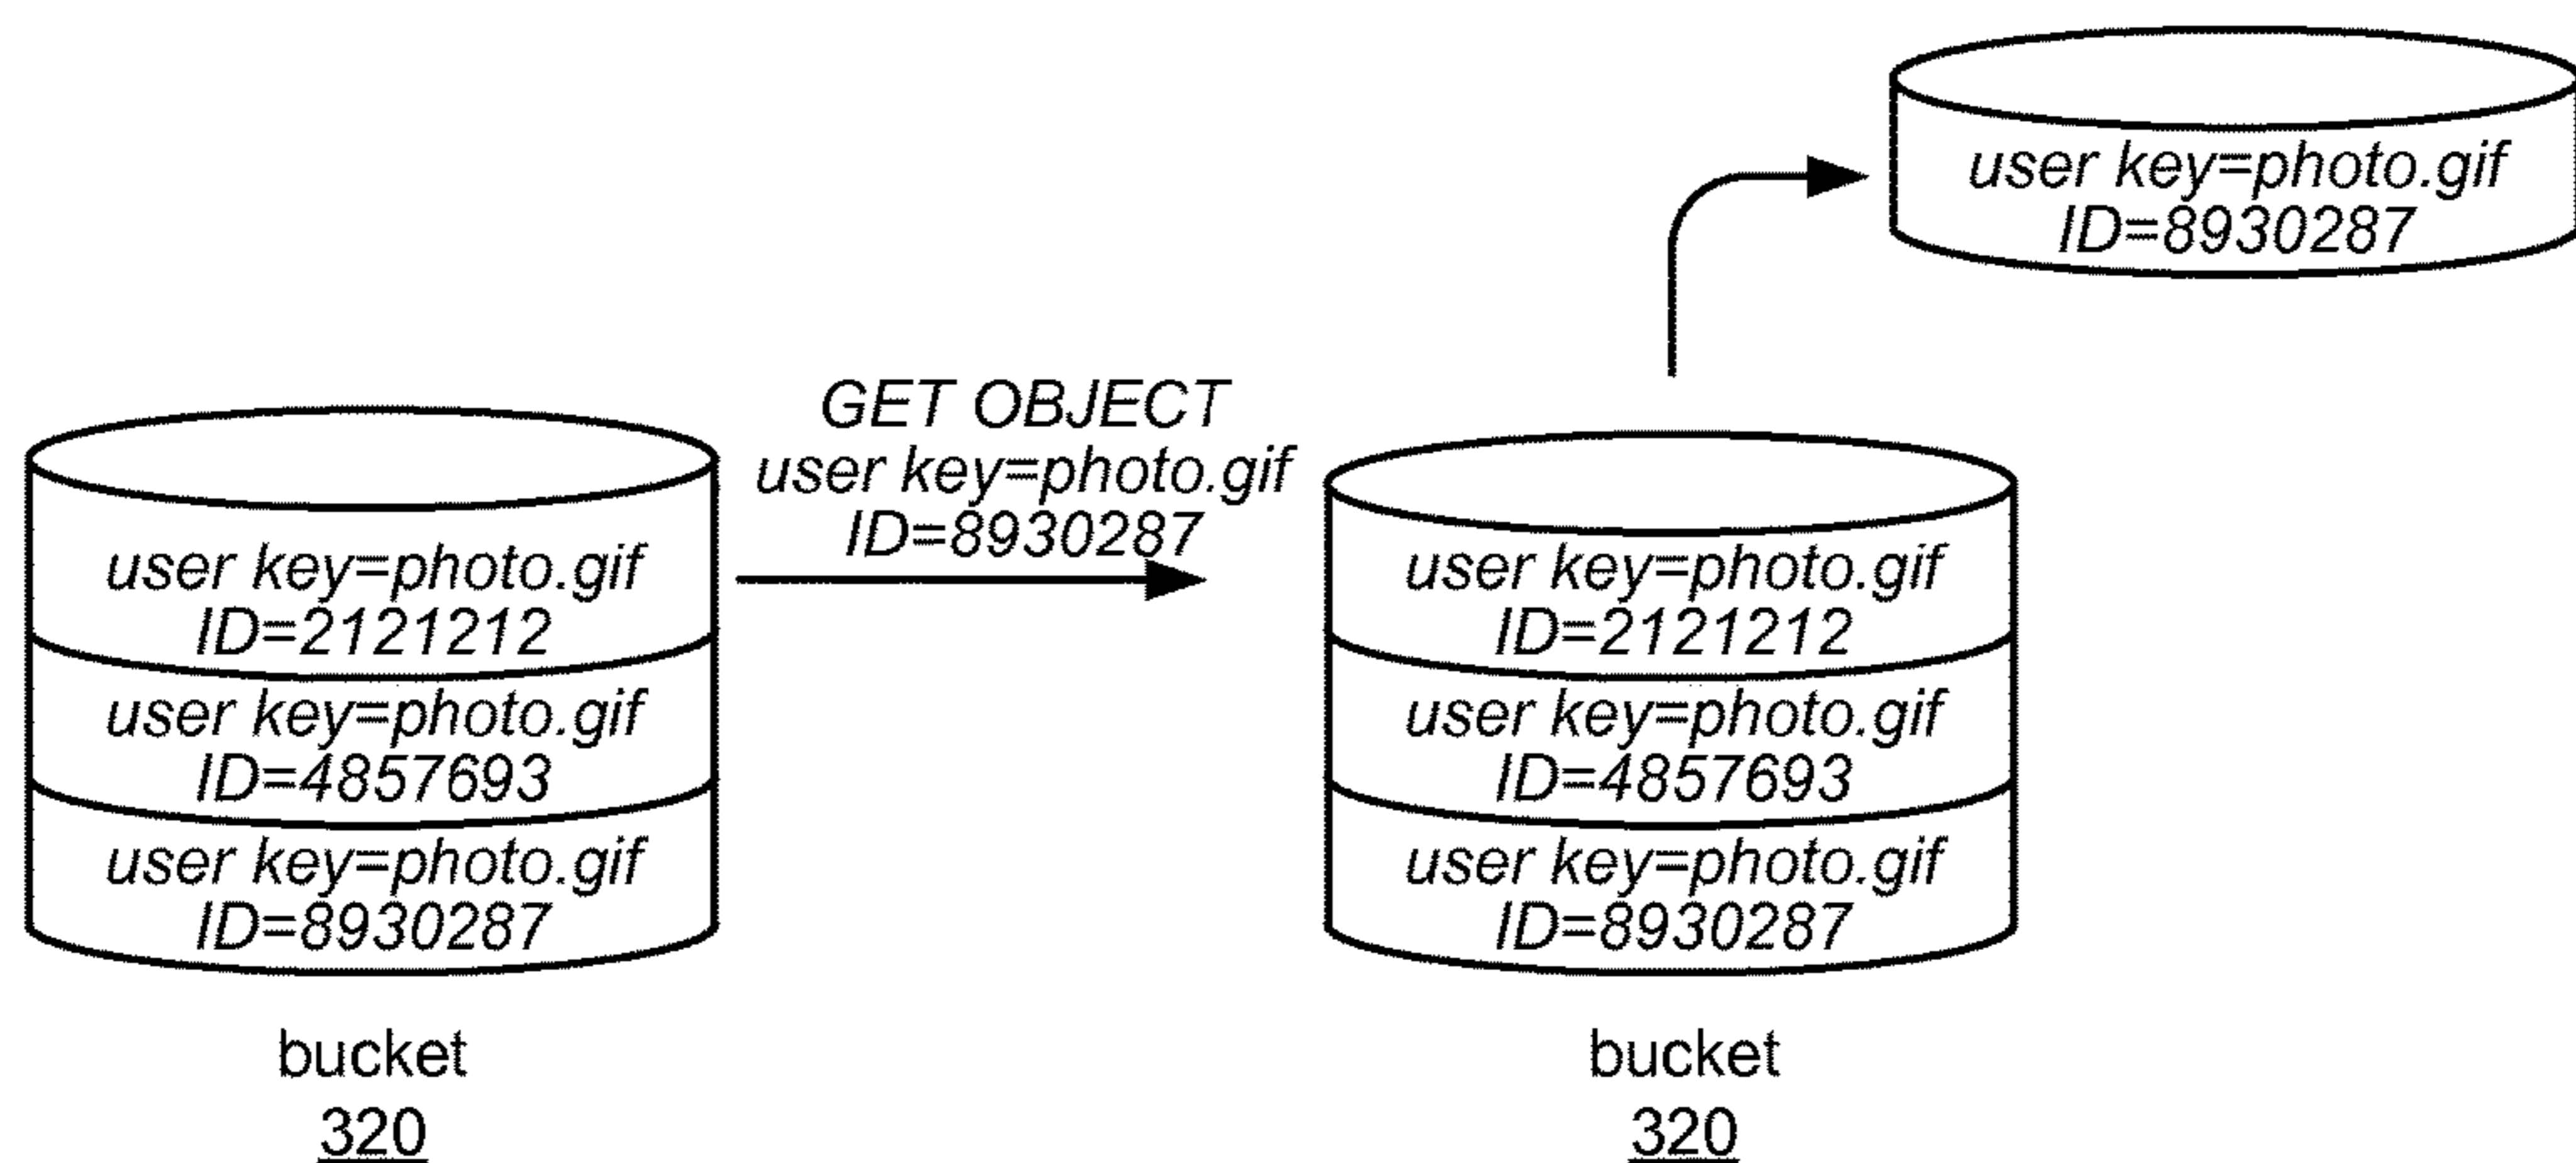 user key=photo.gif
ID=8930287
GET OBJECT
user key=photo.gif
ID=8930287
user key=photo.gif
ID=2121212
user key=photo.gif
ID=4857693
user key=photo.gif
ID=8930287
bucket
320
user key=photo.gif
ID=2121212
user key=photo.gif
ID=4857693
user key=photo.gif
ID=8930287
bucket
320